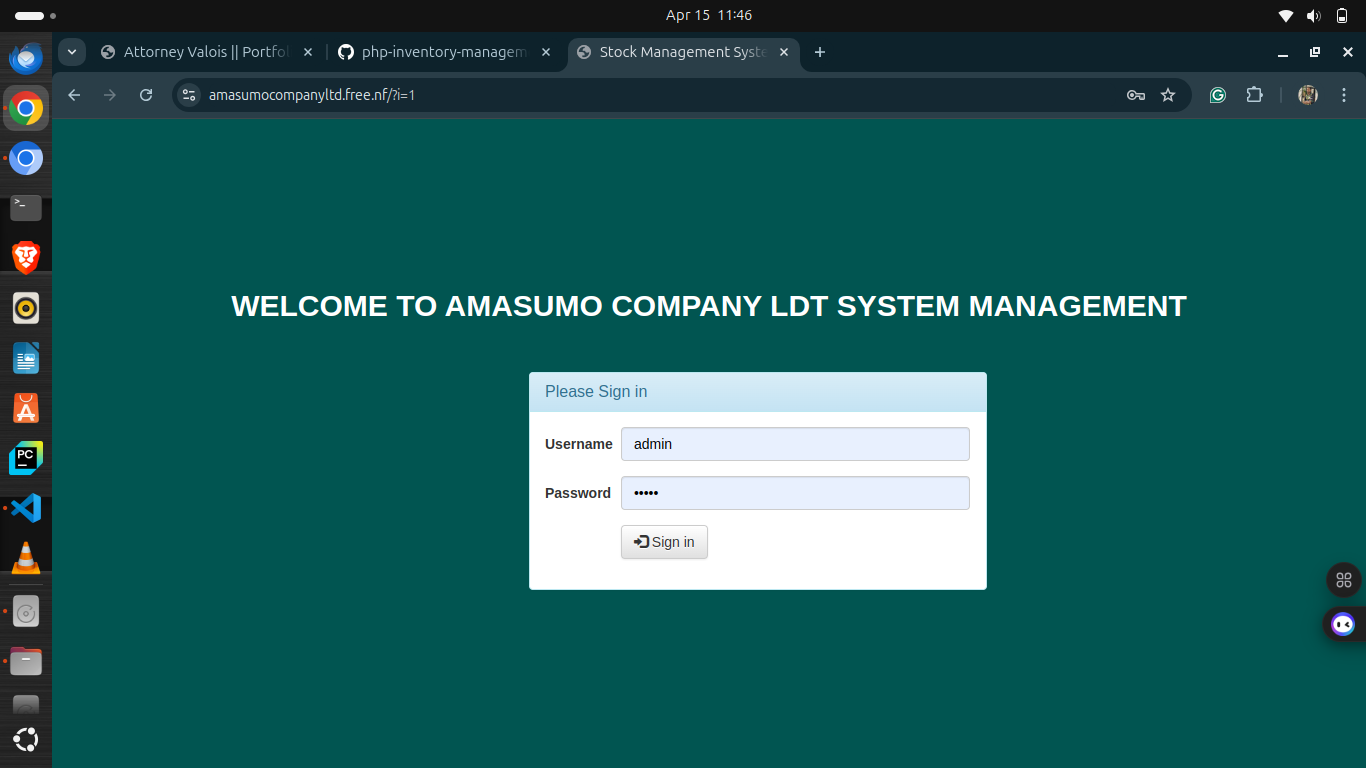 Apr 15 11:46
Attorney Valois || Portfol
php-inventory-managem
Stock Management Syste
amasumocompanyltd.free.nf/?i=1
WELCOME TO AMASUMO COMPANY LDT SYSTEM MANAGEMENT
Please Sign in
Username admin
Password •••••
Sign in
>_
PC